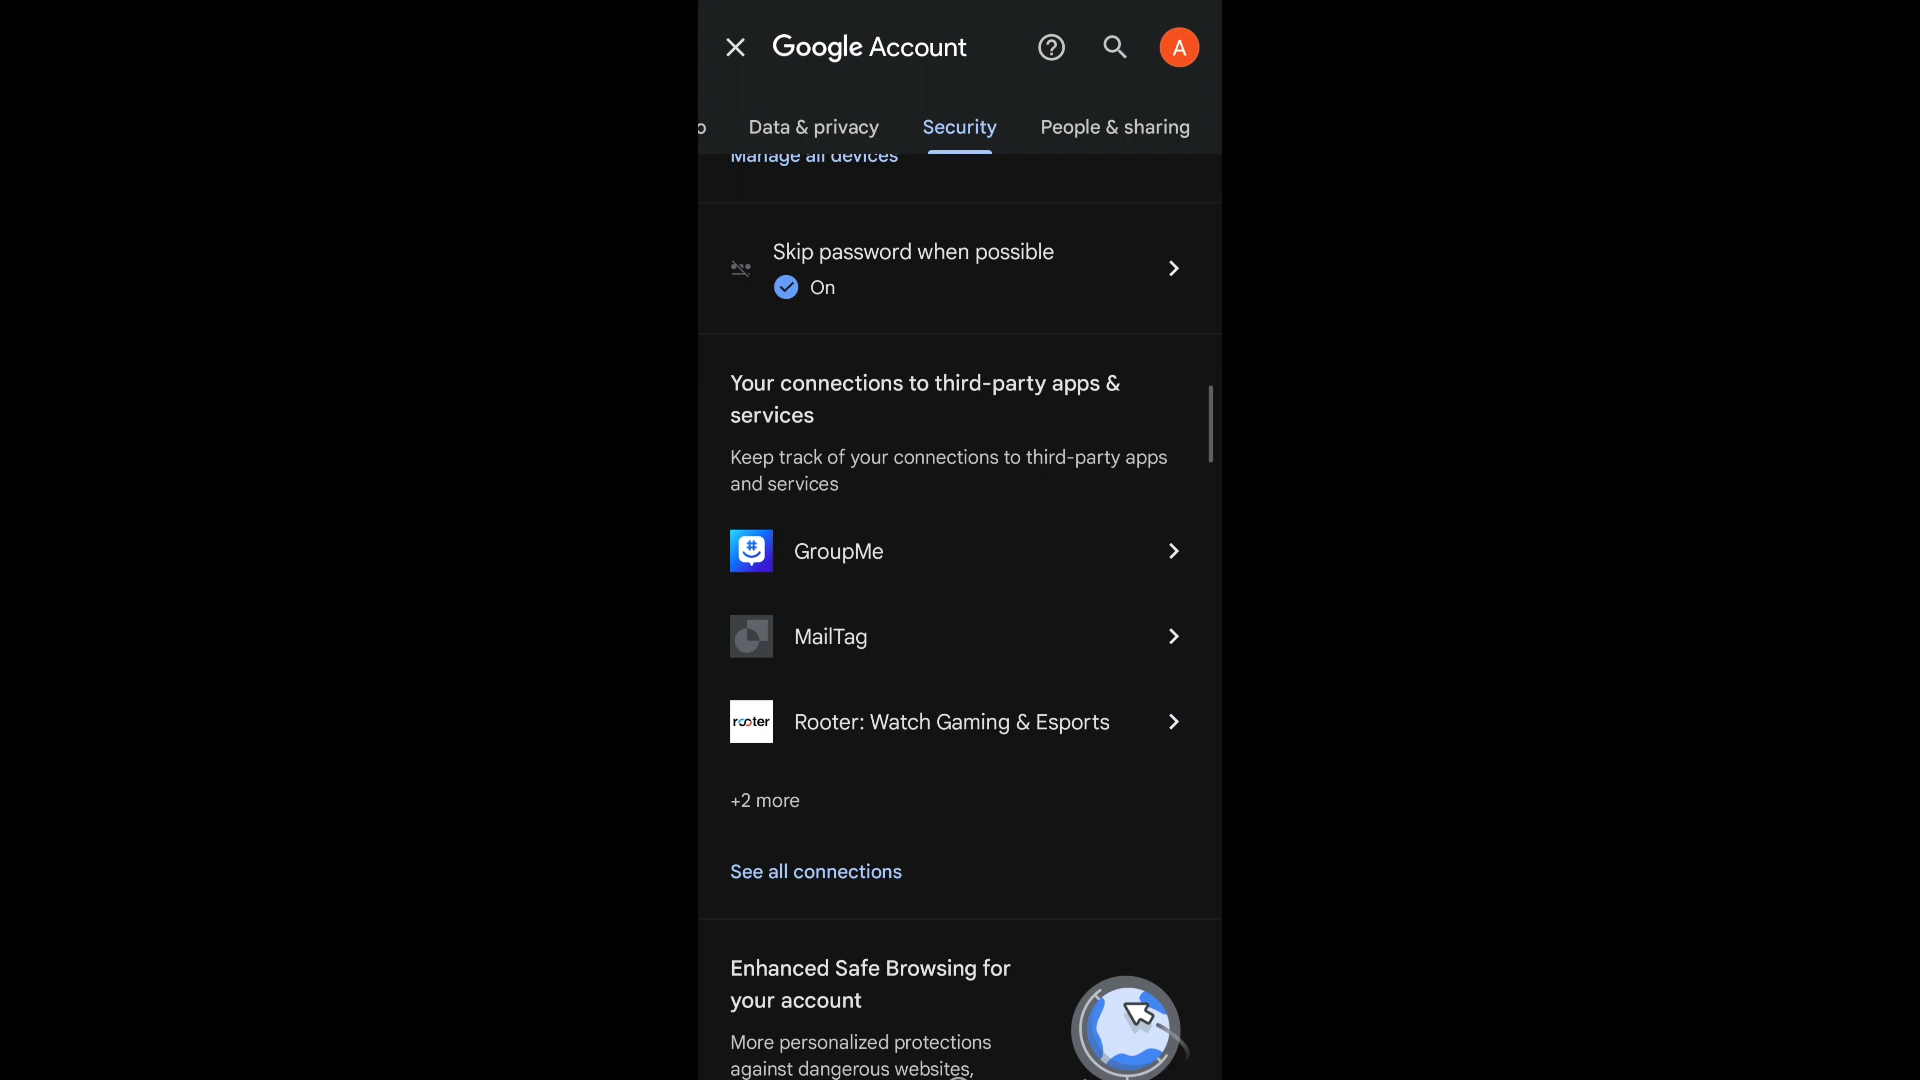 Google Account
A
o Data & privacy Security People & sharing
Manage all devices
Skip password when possible
On
Your connections to third-party apps &
services
Keep track of your connections to third-party apps
and services
GroupMe
MailTag
rooter
Rooter: Watch Gaming & Esports
+2 more
See all connections
Enhanced Safe Browsing for
your account
More personalized protections
against dangerous websites,